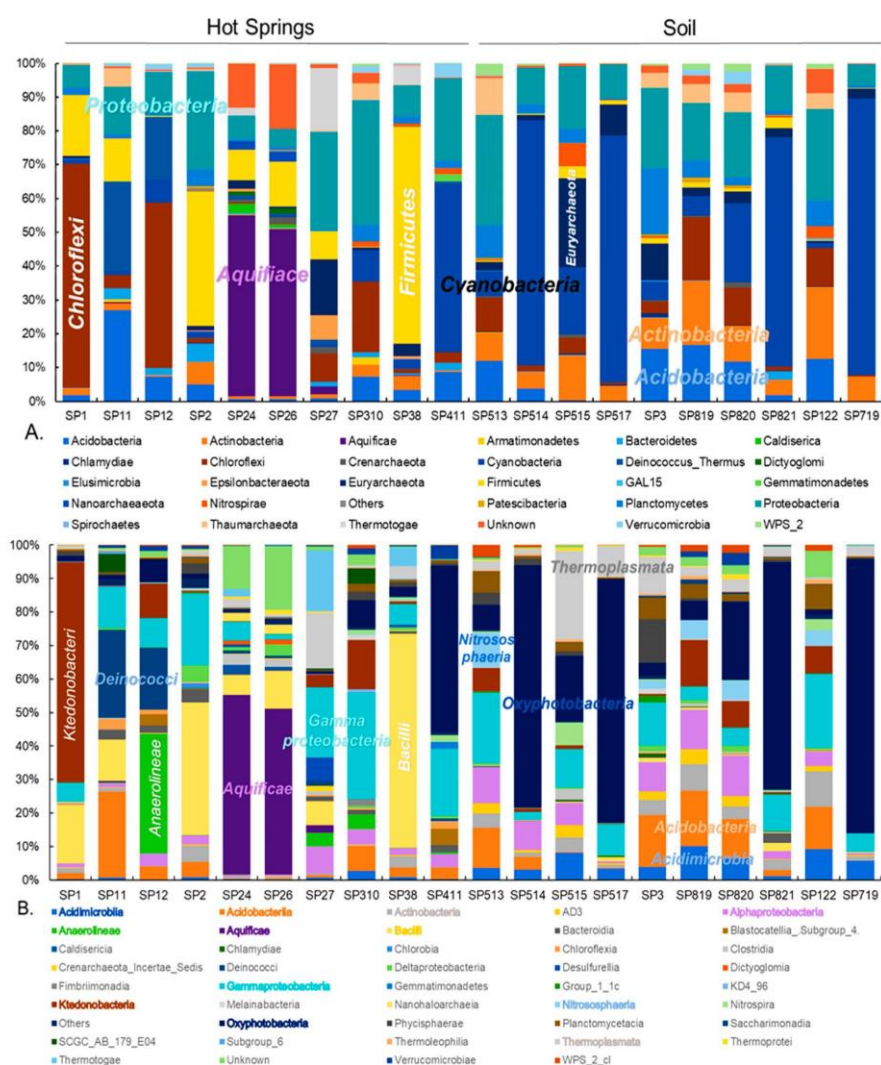 Hot Springs Soil
100%
90%
80%
70%
60%
50%
40%
30%
20%
10%
0%
Chloroflexi
Proteobacteria
Aquifiace
Firmicutes
Cyanobacteria
Euryarchaeota
Actinobacteria
Acidobacteria
SP1 SP11 SP12 SP2 SP24 SP26 SP27 SP310 SP38 SP411 SP513 SP514 SP515 SP517 SP3 SP819 SP820 SP821 SP122 SP719
A.
Acidobacteria Actinobacteria Aquificae Armatimonadetes Bacteroidetes Caldiserica
Chlamydiae Chloroflexi Crenarchaeota Cyanobacteria Deinococcus_Thermus Dictyoglomi
Elusimicrobia Epsilonbacteraeota Euryarchaeota Firmicutes GAL15 Gemmatimonadetes
Nanoarchaeaeota Nitrospirae Others Patescibacteria Planctomycetes Proteobacteria
Spirochaetes Thaumarchaeota Thermotogae Unknown Verrucomicrobia WPS_2
100%
90%
80%
70%
60%
50%
40%
30%
20%
10%
0%
Ktedonobacteri
Deinococci
Anaerolineae
Aquificae
Gamma
proteobacteria
Bacilli
Nitrosos
phaeria
Oxyphotobacteria
Thermoplasmata
Acidobacteria
Acidimicrobia
SP1 SP11 SP12 SP2 SP24 SP26 SP27 SP310 SP38 SP411 SP513 SP514 SP515 SP517 SP3 SP819 SP820 SP821 SP122 SP719
B.
Acidimicrobiia Acidobacteriia Actinobacteria AD3 Alphaproteobacteria
Anaerolineae Aquificae Bacilli Bacteroidia Blastocatellia_.Subgroup_4.
Caldisericia Chlamydiae Chlorobia Chloroflexia Clostridia
Crenarchaeota_Incertae_Sedis Deinococci Deltaproteobacteria Desulfurellia Dictyoglomia
Fimbriimonadia Gammaproteobacteria Gemmatimonadetes Group_1_1c KD4_96
Ktedonobacteria Melainabacteria Nanohaloarchaeia Nitrososphaeria Nitrospira
Others Oxyphotobacteria Phycisphaerae Planctomycetacia Saccharimonadia
SCGC_AB_179_E04 Subgroup_6 Thermoleophilia Thermoplasmata Thermoprotei
Thermotogae Unknown Verrucomicrobiae WPS_2_cl